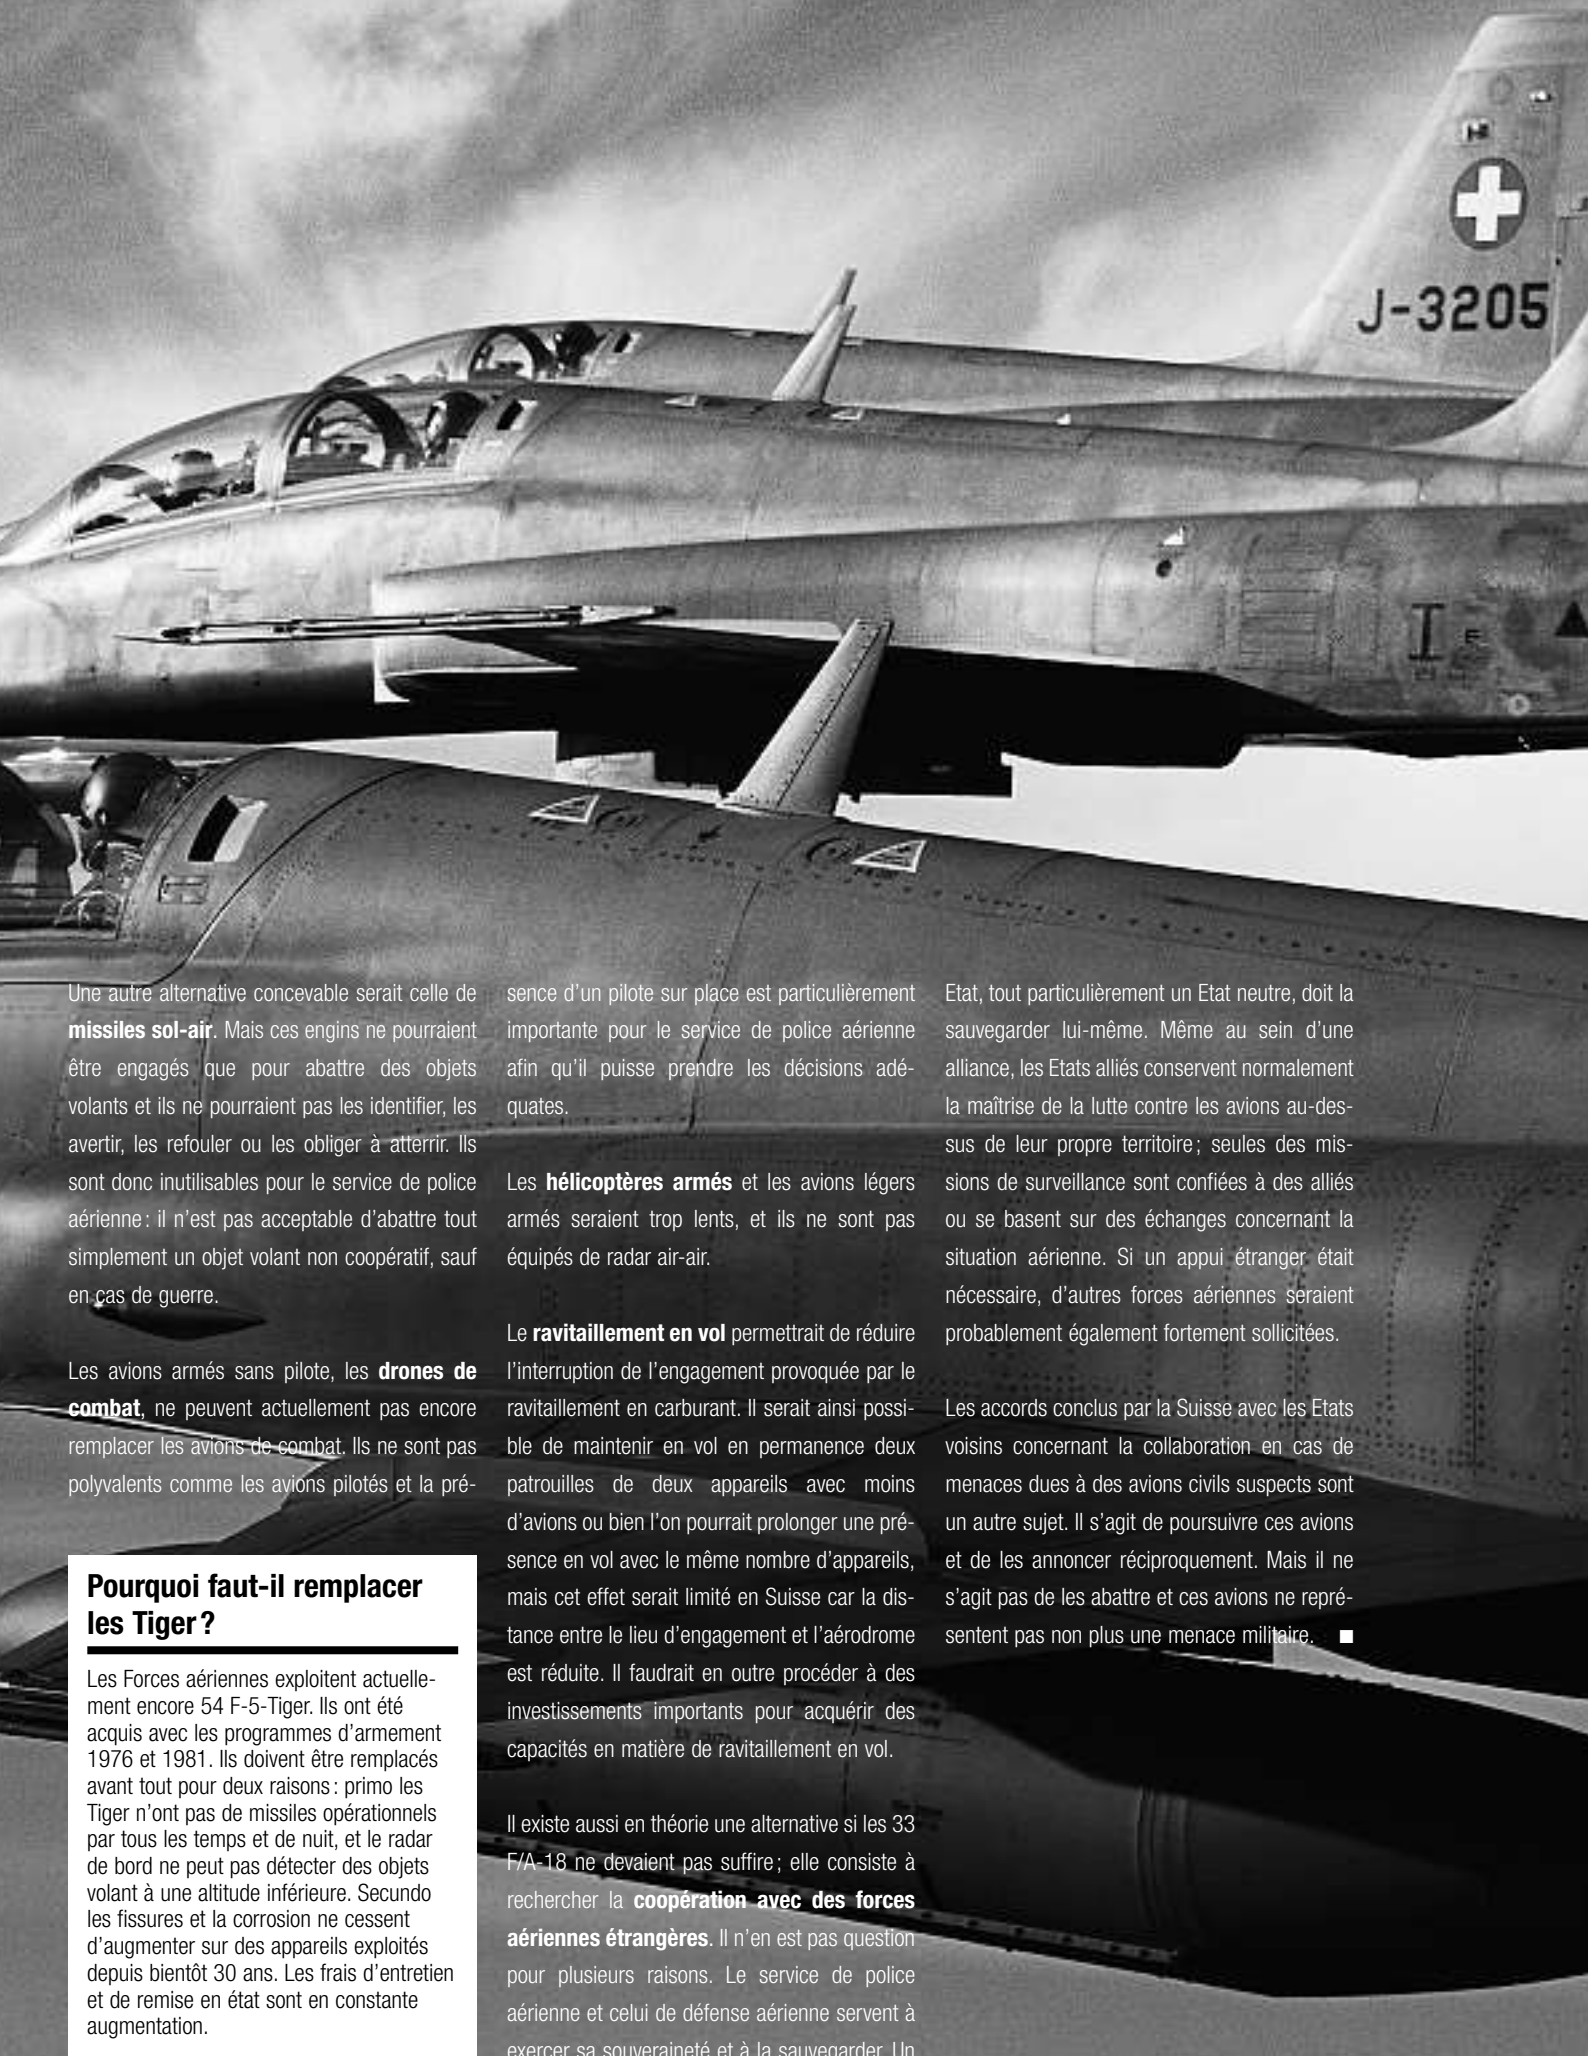 J-3205
Une autre alternative concevable serait celle de
missiles sol-air. Mais ces engins ne pourraient
être engagés que pour abattre des objets
volants et ils ne pourraient pas les identifier, les
avertir, les refouler ou les obliger à atterrir. Ils
sont donc inutilisables pour le service de police
aérienne : il n’est pas acceptable d’abattre tout
simplement un objet volant non coopératif, sauf
en cas de guerre.
Les avions armés sans pilote, les drones de
combat, ne peuvent actuellement pas encore
remplacer les avions de combat. Ils ne sont pas
polyvalents comme les avions pilotés et la pré-
sence d’un pilote sur place est particulièrement
importante pour le service de police aérienne
afin qu’il puisse prendre les décisions adé-
quates.
Les hélicoptères armés et les avions légers
armés seraient trop lents, et ils ne sont pas
équipés de radar air-air.
Le ravitaillement en vol permettrait de réduire
l’interruption de l’engagement provoquée par le
ravitaillement en carburant. Il serait ainsi possi-
ble de maintenir en vol en permanence deux
patrouilles de deux appareils avec moins
d’avions ou bien l’on pourrait prolonger une pré-
sence en vol avec le même nombre d’appareils,
mais cet effet serait limité en Suisse car la dis-
tance entre le lieu d’engagement et l’aérodrome
est réduite. Il faudrait en outre procéder à des
investissements importants pour acquérir des
capacités en matière de ravitaillement en vol.
Il existe aussi en théorie une alternative si les 33
F/A-18 ne devaient pas suffire ; elle consiste à
rechercher la coopération avec des forces
aériennes étrangères. Il n’en est pas question
pour plusieurs raisons. Le service de police
aérienne et celui de défense aérienne servent à
exercer sa souveraineté et à la sauvegarder. Un
Etat, tout particulièrement un Etat neutre, doit la
sauvegarder lui-même. Même au sein d’une
alliance, les Etats alliés conservent normalement
la maîtrise de la lutte contre les avions au-des-
sus de leur propre territoire ; seules des mis-
sions de surveillance sont confiées à des alliés
ou se basent sur des échanges concernant la
situation aérienne. Si un appui étranger était
nécessaire, d’autres forces aériennes seraient
probablement également fortement sollicitées.
Les accords conclus par la Suisse avec les Etats
voisins concernant la collaboration en cas de
menaces dues à des avions civils suspects sont
un autre sujet. Il s’agit de poursuivre ces avions
et de les annoncer réciproquement. Mais il ne
s’agit pas de les abattre et ces avions ne repré-
sentent pas non plus une menace militaire. ■
Pourquoi faut-il remplacer
les Tiger ?
Les Forces aériennes exploitent actuelle-
ment encore 54 F-5-Tiger. Ils ont été
acquis avec les programmes d’armement
1976 et 1981. Ils doivent être remplacés
avant tout pour deux raisons : primo les
Tiger n’ont pas de missiles opérationnels
par tous les temps et de nuit, et le radar
de bord ne peut pas détecter des objets
volant à une altitude inférieure. Secundo
les fissures et la corrosion ne cessent
d’augmenter sur des appareils exploités
depuis bientôt 30 ans. Les frais d’entretien
et de remise en état sont en constante
augmentation.